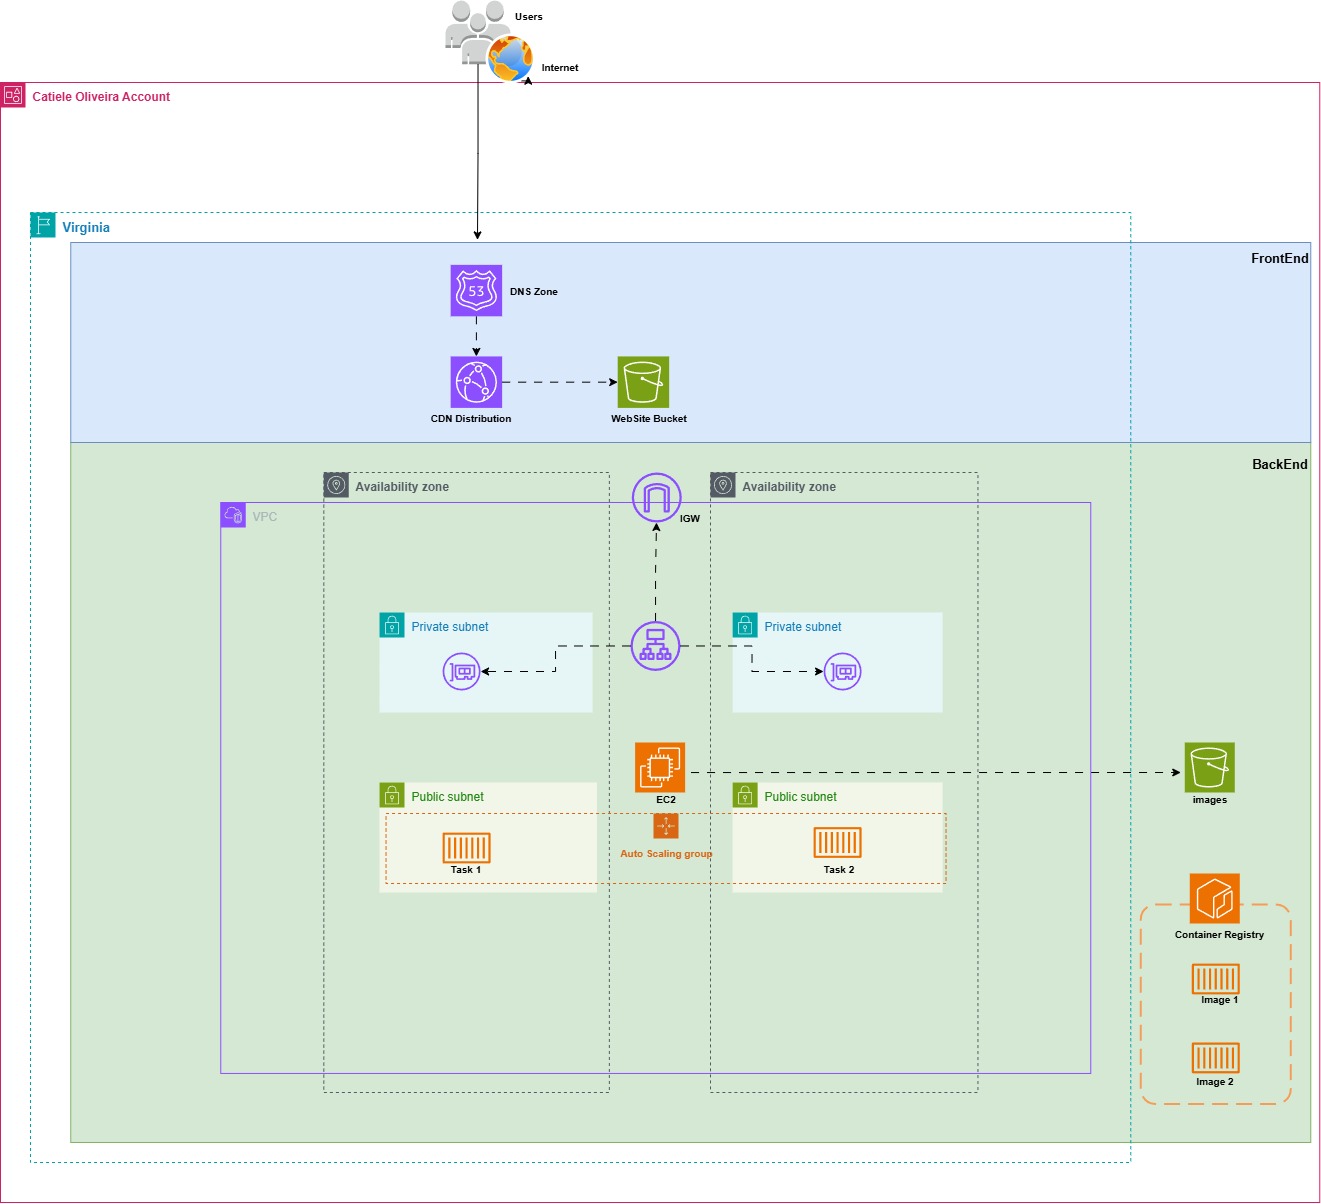 Users
Internet
Catiele Oliveira Account
Virginia
FrontEnd
53
DNS Zone
CDN Distribution
WebSite Bucket
BackEnd
Availability zone
Availability zone
VPC
IGW
Private subnet
Private subnet
EC2
images
Public subnet
Public subnet
Auto Scaling group
Task 1
Task 2
Container Registry
Image 1
Image 2